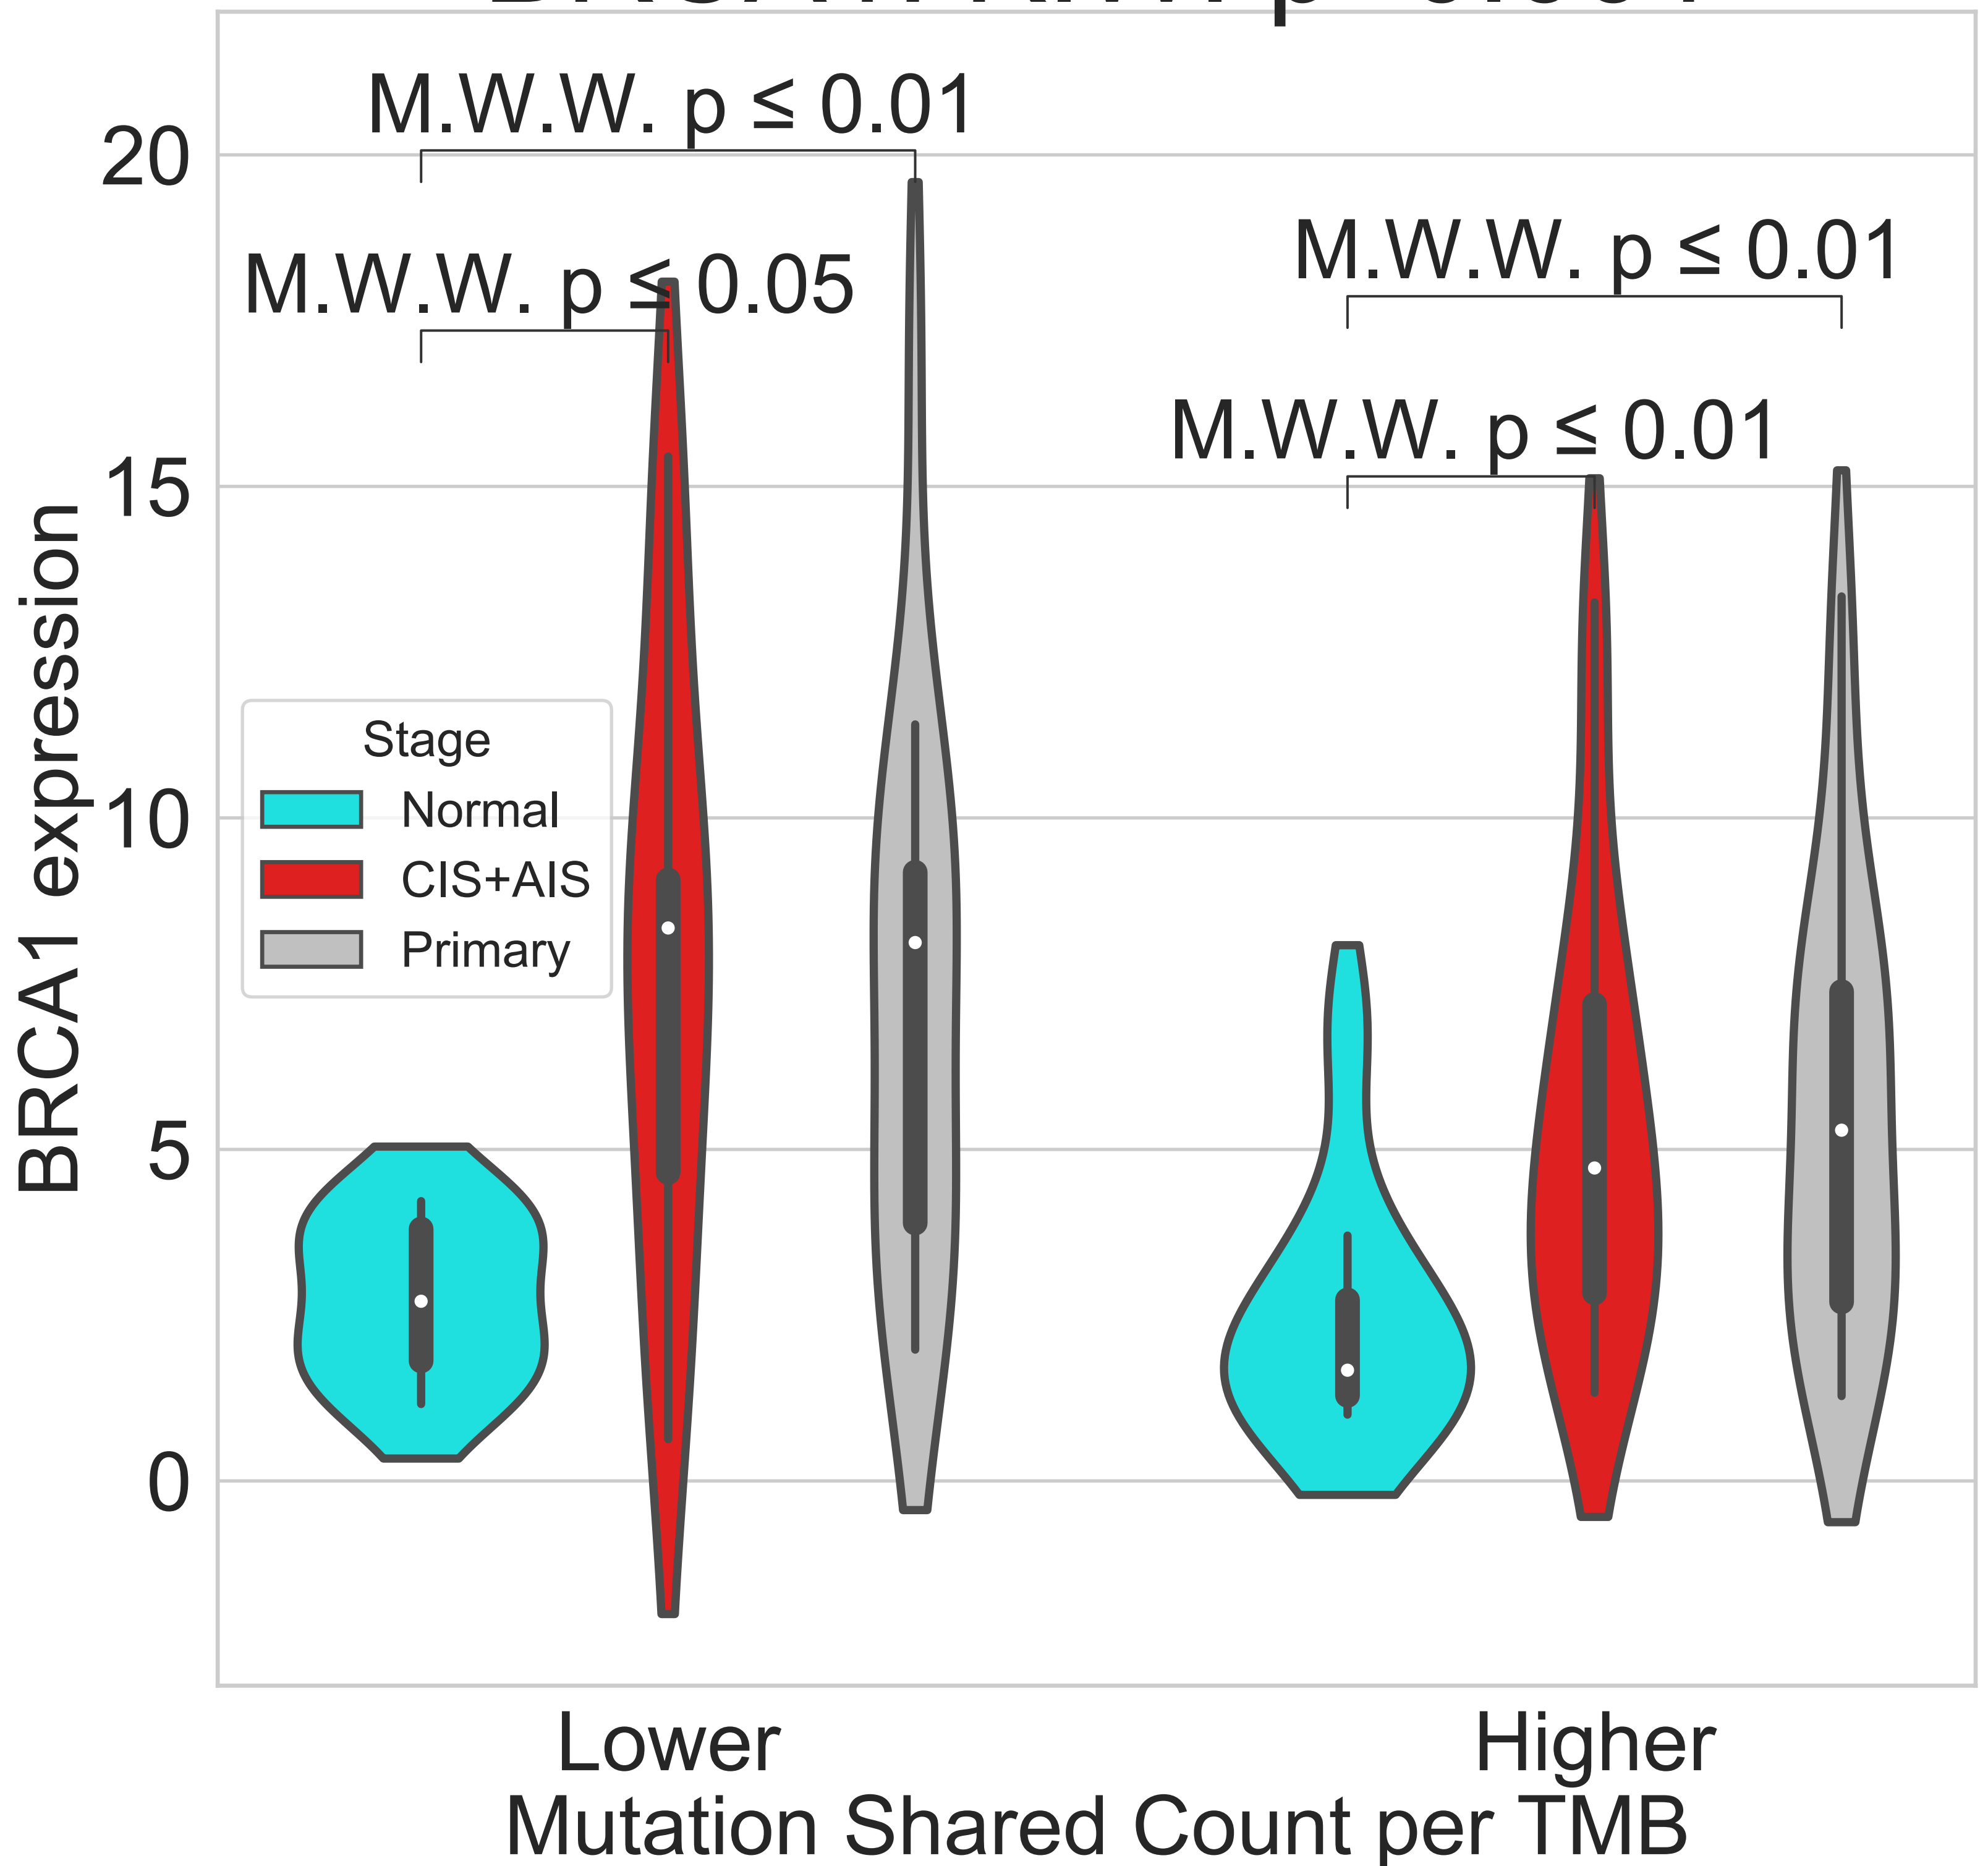 M.W.W. p ≤ 0.01
20
M.W.W. p ≤ 0.01
M.W.W. p ≤ 0.05
M.W.W. p ≤ 0.01
15
BRCA1 expression
Stage
Normal
CIS+AIS
Primary
10
5
0
Lower
Higher
Mutation Shared Count per TMB